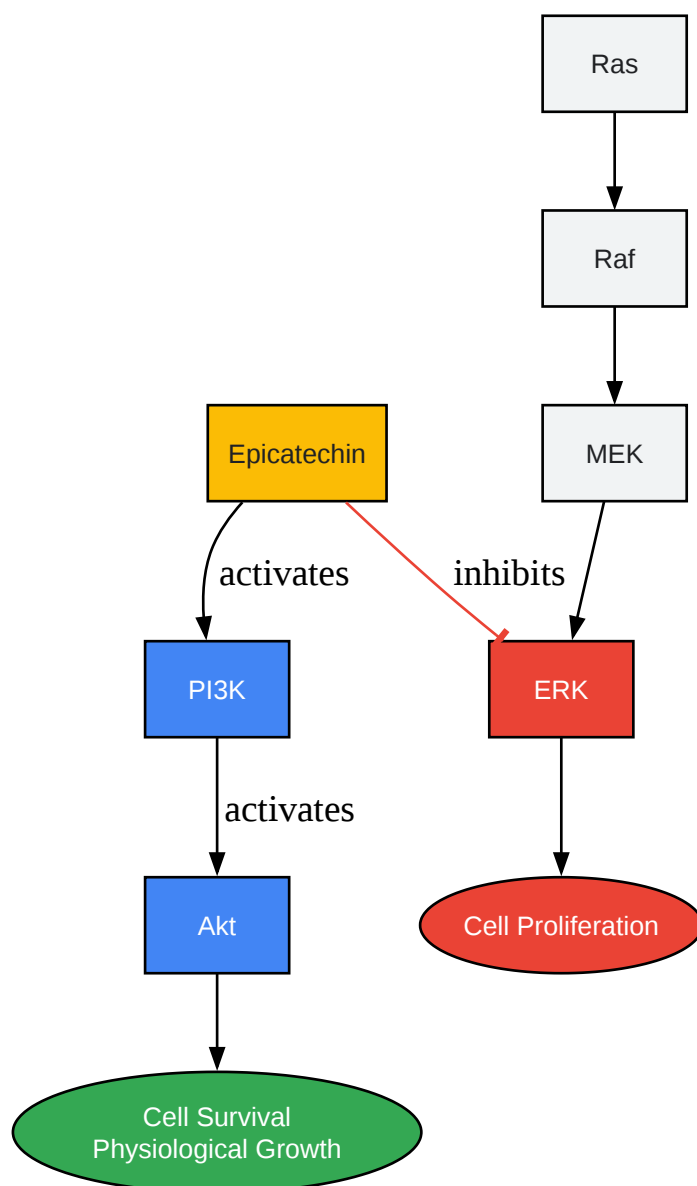 Ras
Raf
Epicatechin
MEK
activates
inhibits
PI3K
ERK
activates
Akt
Cell Proliferation
Cell Survival
Physiological Growth